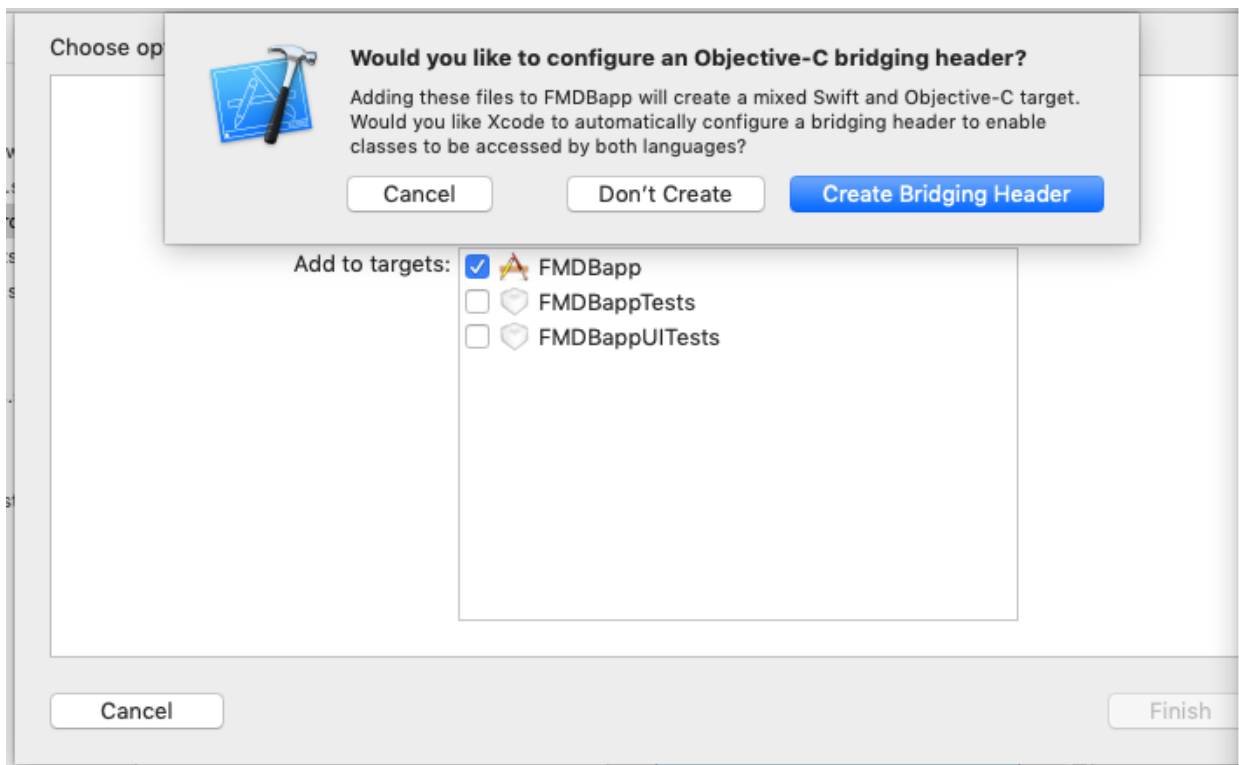 Choose op
Would you like to configure an Objective-C bridging header?
Adding these files to FMDBapp will create a mixed Swift and Objective-C target.
Would you like Xcode to automatically configure a bridging header to enable
classes to be accessed by both languages?
Cancel
Don't Create
Create Bridging Header
Add to targets:
FMDBapp
FMDBappTests
FMDBappUITests
Cancel
Finish